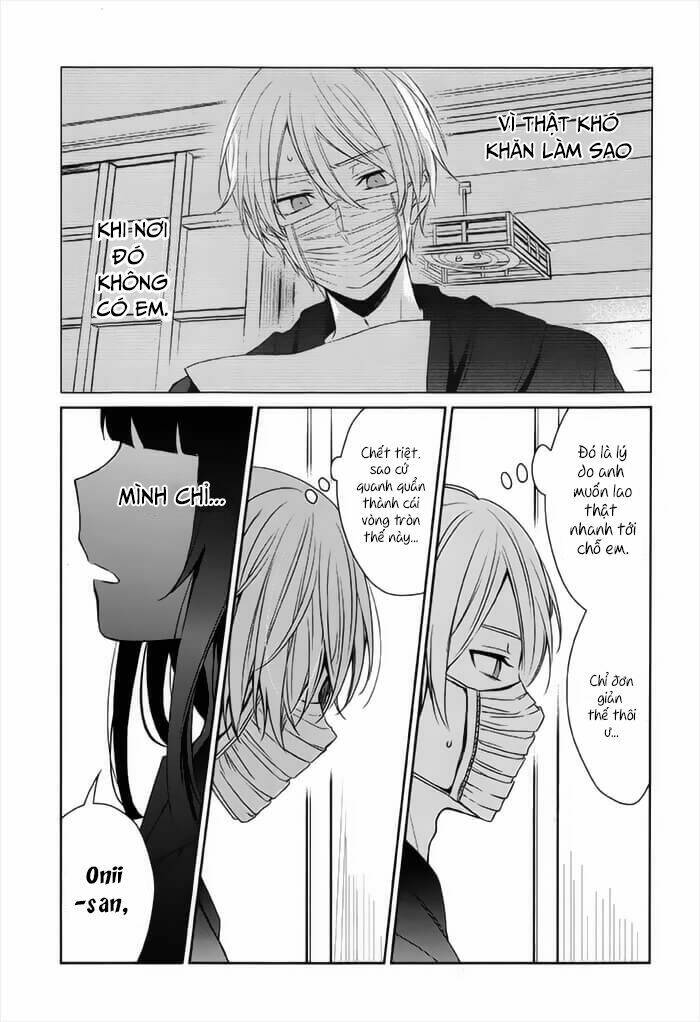 VÌ THẬT KHÓ
KHĂN LÀM SAO
KHI NƠI
ĐÓ
KHÔNG
CÓ EM.
Đó là lý
do anh
muốn lao
thật
nhanh tới
chỗ em.
Chỉ đơn
giản
thế thôi
ư...
Chết tiệt.
sao cứ
quanh quẩn
thành cái
vòng tròn
thế này...
MÌNH CHỈ...
Onii
-san,